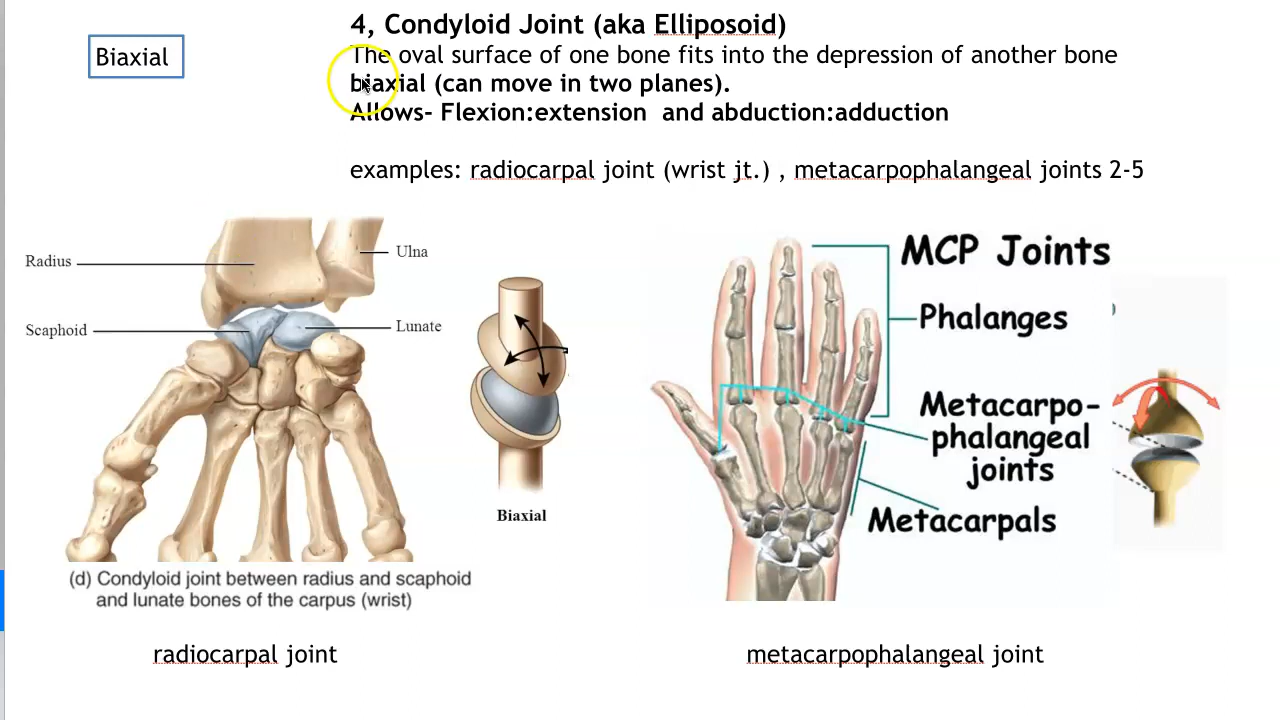 Biaxial
4, Condyloid Joint (aka Elliposoid)
The oval surface of one bone fits into the depression of another bone
biaxial (can move in two planes).
Allows- Flexion:extension  and abduction:adduction
examples: radiocarpal joint (wrist jt.) , metacarpophalangeal joints 2-5
Radius
Ulna
Scaphoid
Lunate
Biaxial
(d) Condyloid joint between radius and scaphoid
and lunate bones of the carpus (wrist)
radiocarpal joint
MCP Joints
Phalanges
Metacarpo-
phalangeal
joints
Metacarpals
metacarpophalangeal joint